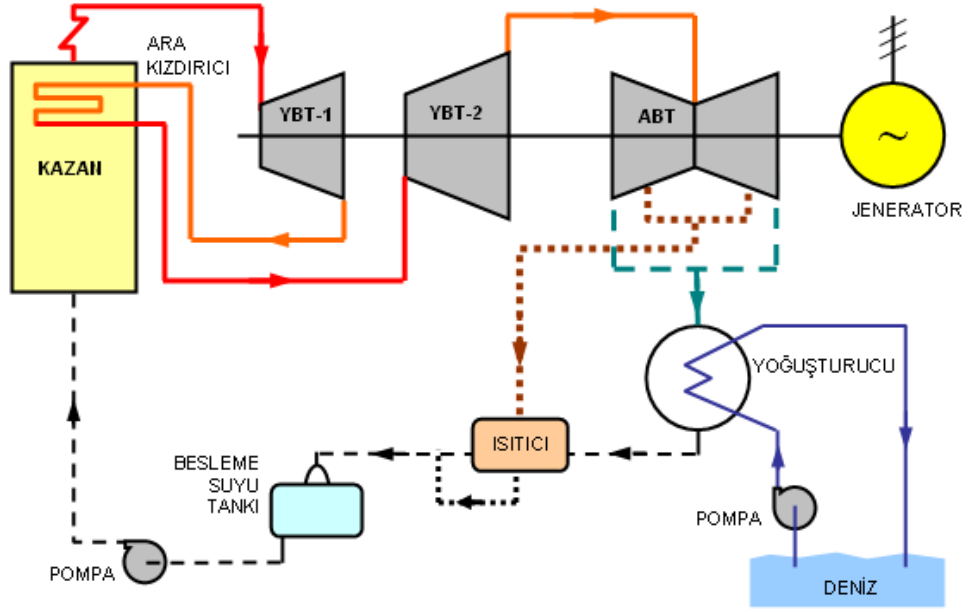 ARA
KIZDIRICI
YBT-1
YBT-2
ABT
~
KAZAN
JENERATOR
YOĞUŞTURUCU
ISITICI
BESLEME
SUYU
TANKI
POMPA
POMPA
DENİZ